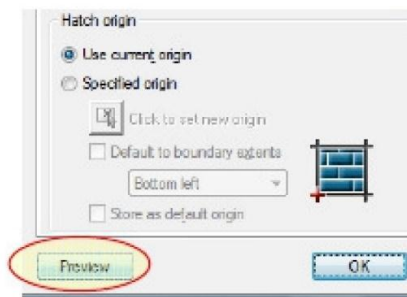 Hatch origin
Use current origin
Specified origin
Click to set new origin
Default to boundary extents
Bottom left
Store as default origin
Preview
OK